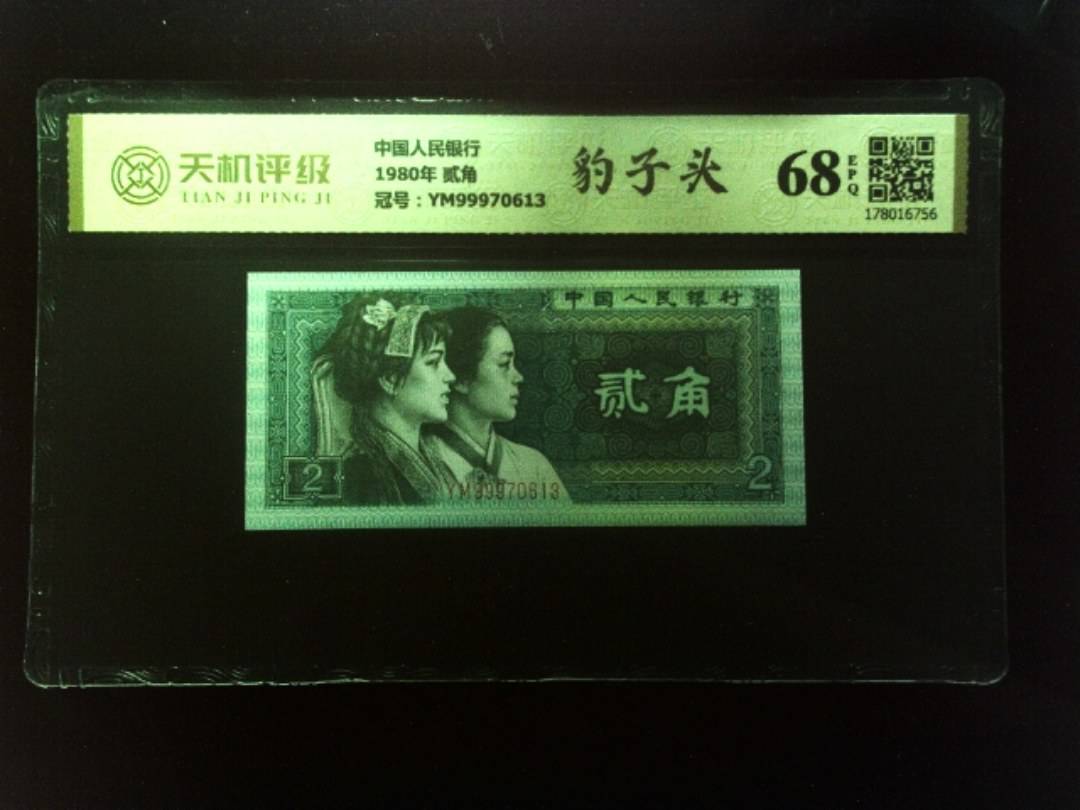 天机评级
TIAN JI PING JI
中国人民银行
1980年 贰角
冠号：YM99970613
豹子头
68
EPQ
178016756
中国人民银行
贰角
2
2
YM99970613